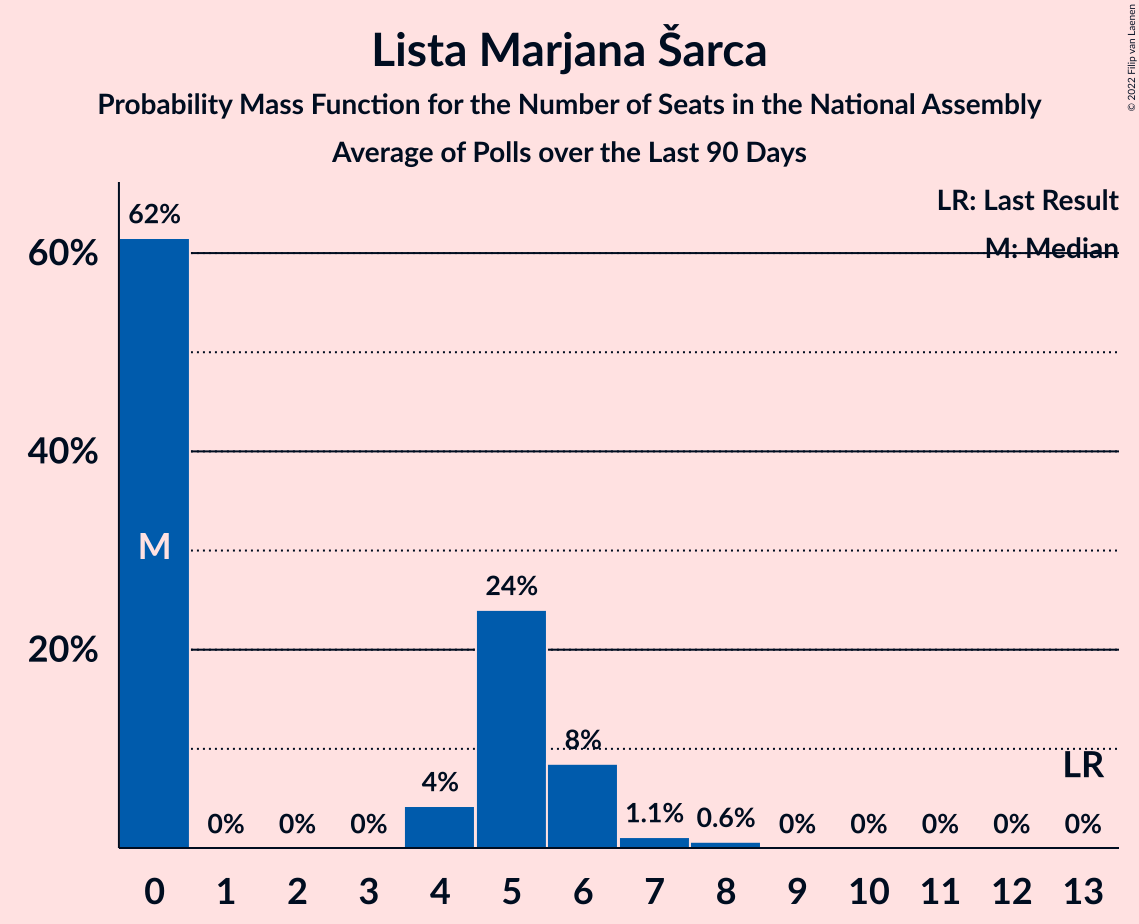 Lista Marjana Šarca
Probability Mass Function for the Number of Seats in the National Assembly
Average of Polls over the Last 90 Days
© 2022 Filip van Laenen
LR: Last Result
M: Median
62%
60%
40%
M
24%
20%
8%
LR
4%
1.1%
0.6%
0% 0% 0% 0% 0% 0% 0% 0%
0 1 2 3 4 5 6 7 8 9 10 11 12 13